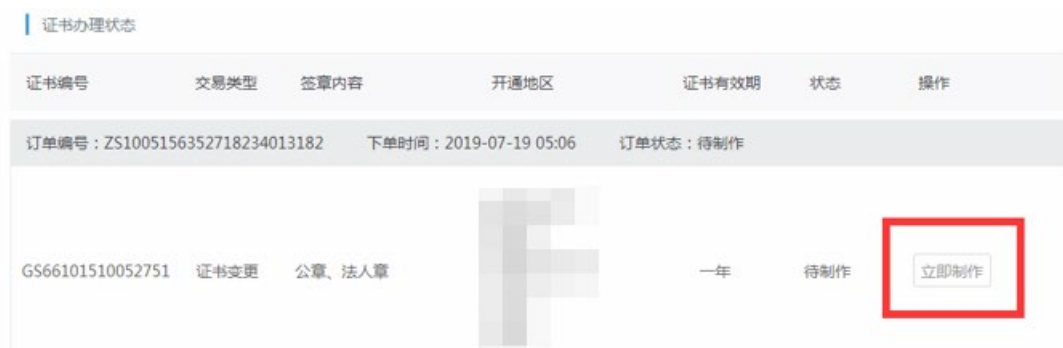 证书办理状态
证书编号 交易类型 签章内容 开通地区 证书有效期 状态 操作
订单编号：ZS1005156352718234013182 下单时间：2019-07-19 05:06 订单状态：待制作
GS66101510052751 证书变更 公章、法人章 一年 待制作 立即制作